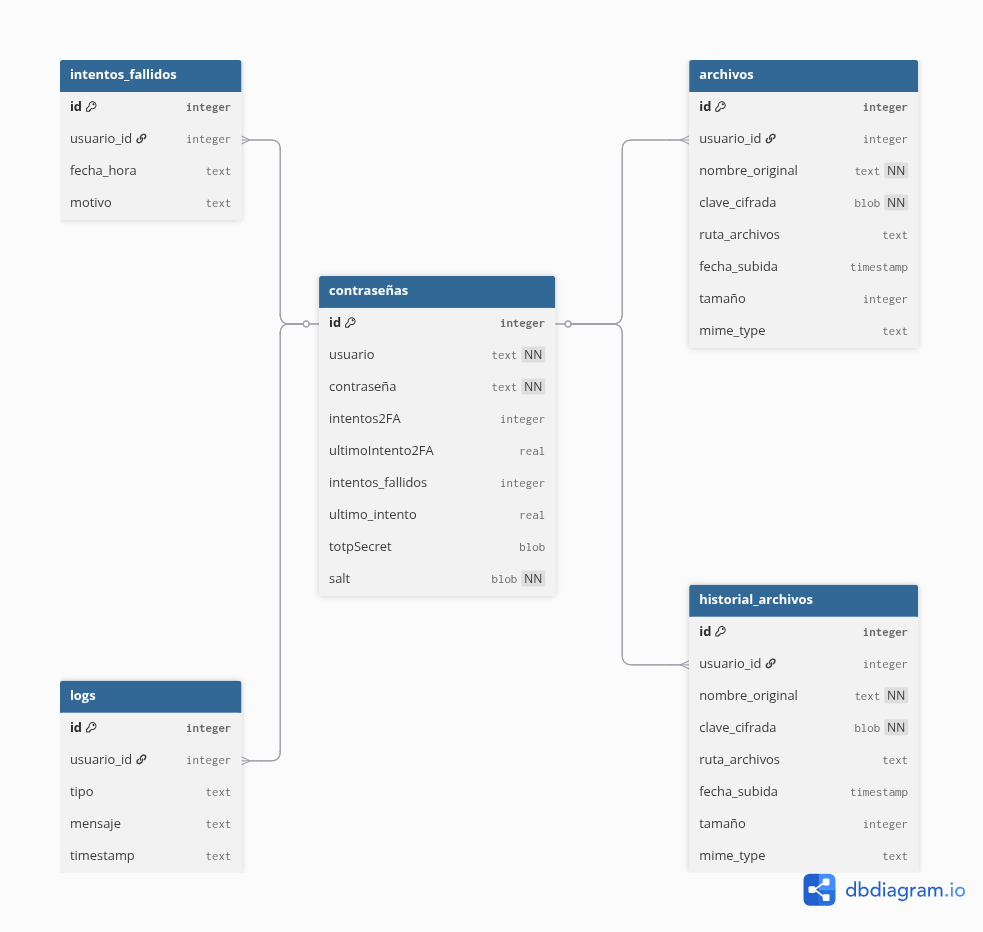 intentos_fallidos
id integer
usuario_id integer
fecha_hora text
motivo text
archivos
id integer
usuario_id integer
nombre_original text NN
clave_cifrada blob NN
ruta_archivos text
fecha_subida timestamp
tamaño integer
mime_type text
contraseñas
id integer
usuario text NN
contraseña text NN
intentos2FA integer
ultimoIntento2FA real
intentos_fallidos integer
ultimo_intento real
totpSecret blob
salt blob NN
logs
id integer
usuario_id integer
tipo text
mensaje text
timestamp text
historial_archivos
id integer
usuario_id integer
nombre_original text NN
clave_cifrada blob NN
ruta_archivos text
fecha_subida timestamp
tamaño integer
mime_type text
dbdiagram.io